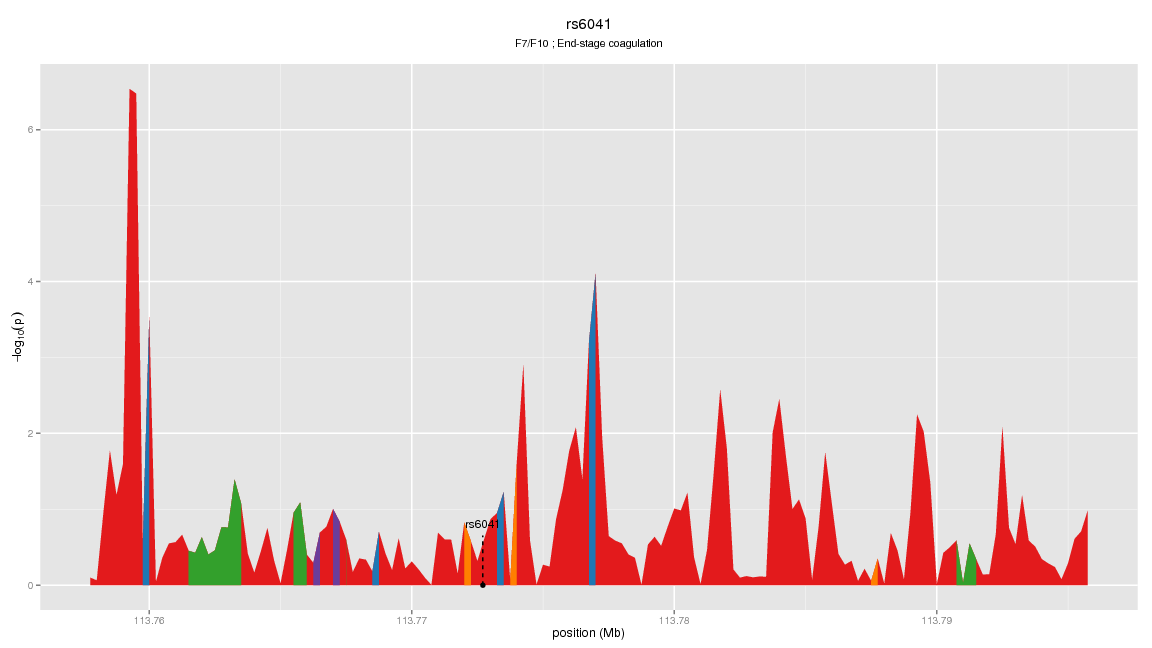 rs6041
F7/F10 ; End-stage coagulation
6
4
2
0
−log10(p)
rs6041
113.76
113.77
113.78
113.79
position (Mb)